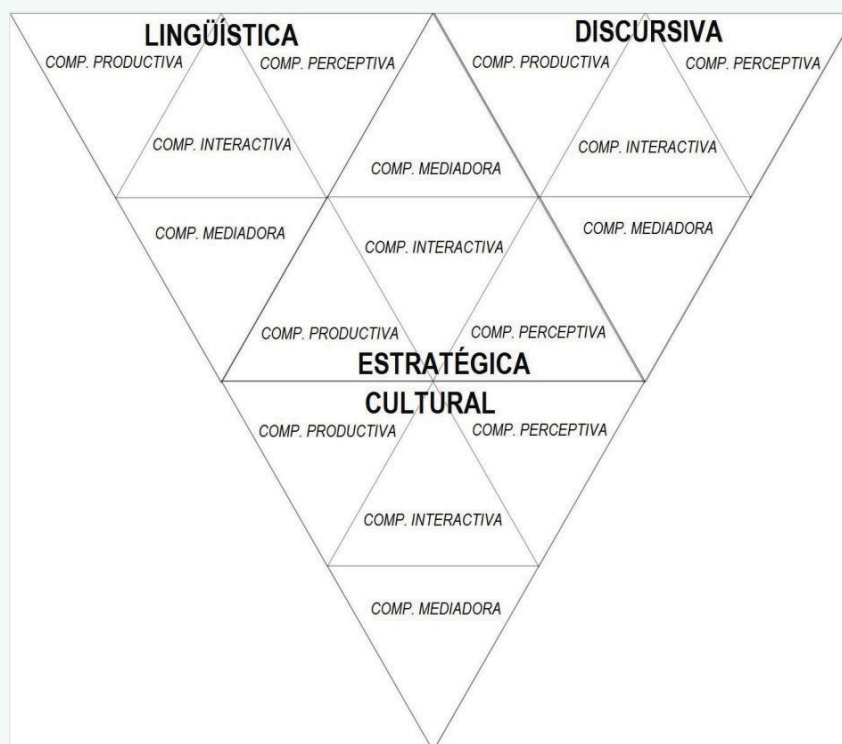 LINGÜÍSTICA
DISCURSIVA
COMP. PRODUCTIVA
COMP. PERCEPTIVA
COMP. PRODUCTIVA
COMP. PERCEPTIVA
COMP. INTERACTIVA
COMP. MEDIADORA
COMP. INTERACTIVA
COMP. MEDIADORA
COMP. INTERACTIVA
COMP. MEDIADORA
COMP. PRODUCTIVA
COMP. PERCEPTIVA
ESTRATÉGICA
CULTURAL
COMP. PRODUCTIVA
COMP. PERCEPTIVA
COMP. INTERACTIVA
COMP. MEDIADORA